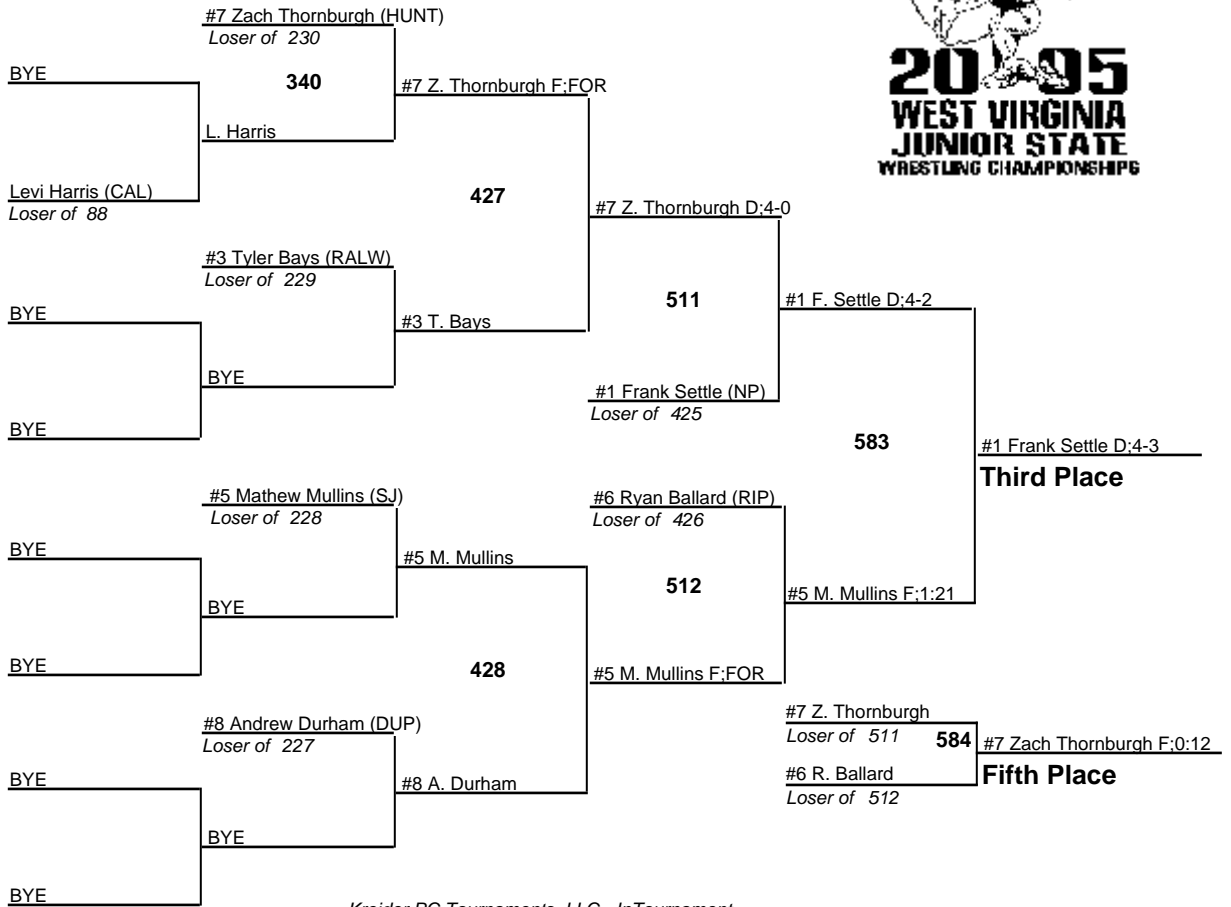 #7 Zach Thornburgh (HUNT)
Loser of 230
BYE
340
#7 Z. Thornburgh F;FOR
L. Harris
Levi Harris (CAL)
Loser of 88
427
#7 Z. Thornburgh D;4-0
#3 Tyler Bays (RALW)
Loser of 229
BYE
#3 T. Bays
511
#1 F. Settle D;4-2
BYE
#1 Frank Settle (NP)
Loser of 425
BYE
583
#1 Frank Settle D;4-3
Third Place
#5 Mathew Mullins (SJ)
Loser of 228
#6 Ryan Ballard (RIP)
Loser of 426
BYE
#5 M. Mullins
512
#5 M. Mullins F;1:21
BYE
BYE
428
#5 M. Mullins F;FOR
#8 Andrew Durham (DUP)
Loser of 227
#7 Z. Thornburgh
Loser of 511
584
#7 Zach Thornburgh F;0:12
Fifth Place
#6 R. Ballard
Loser of 512
BYE
#8 A. Durham
BYE
BYE
20 05
WEST VIRGINIA
JUNIOR STATE
WRESTLING CHAMPIONSHIPS